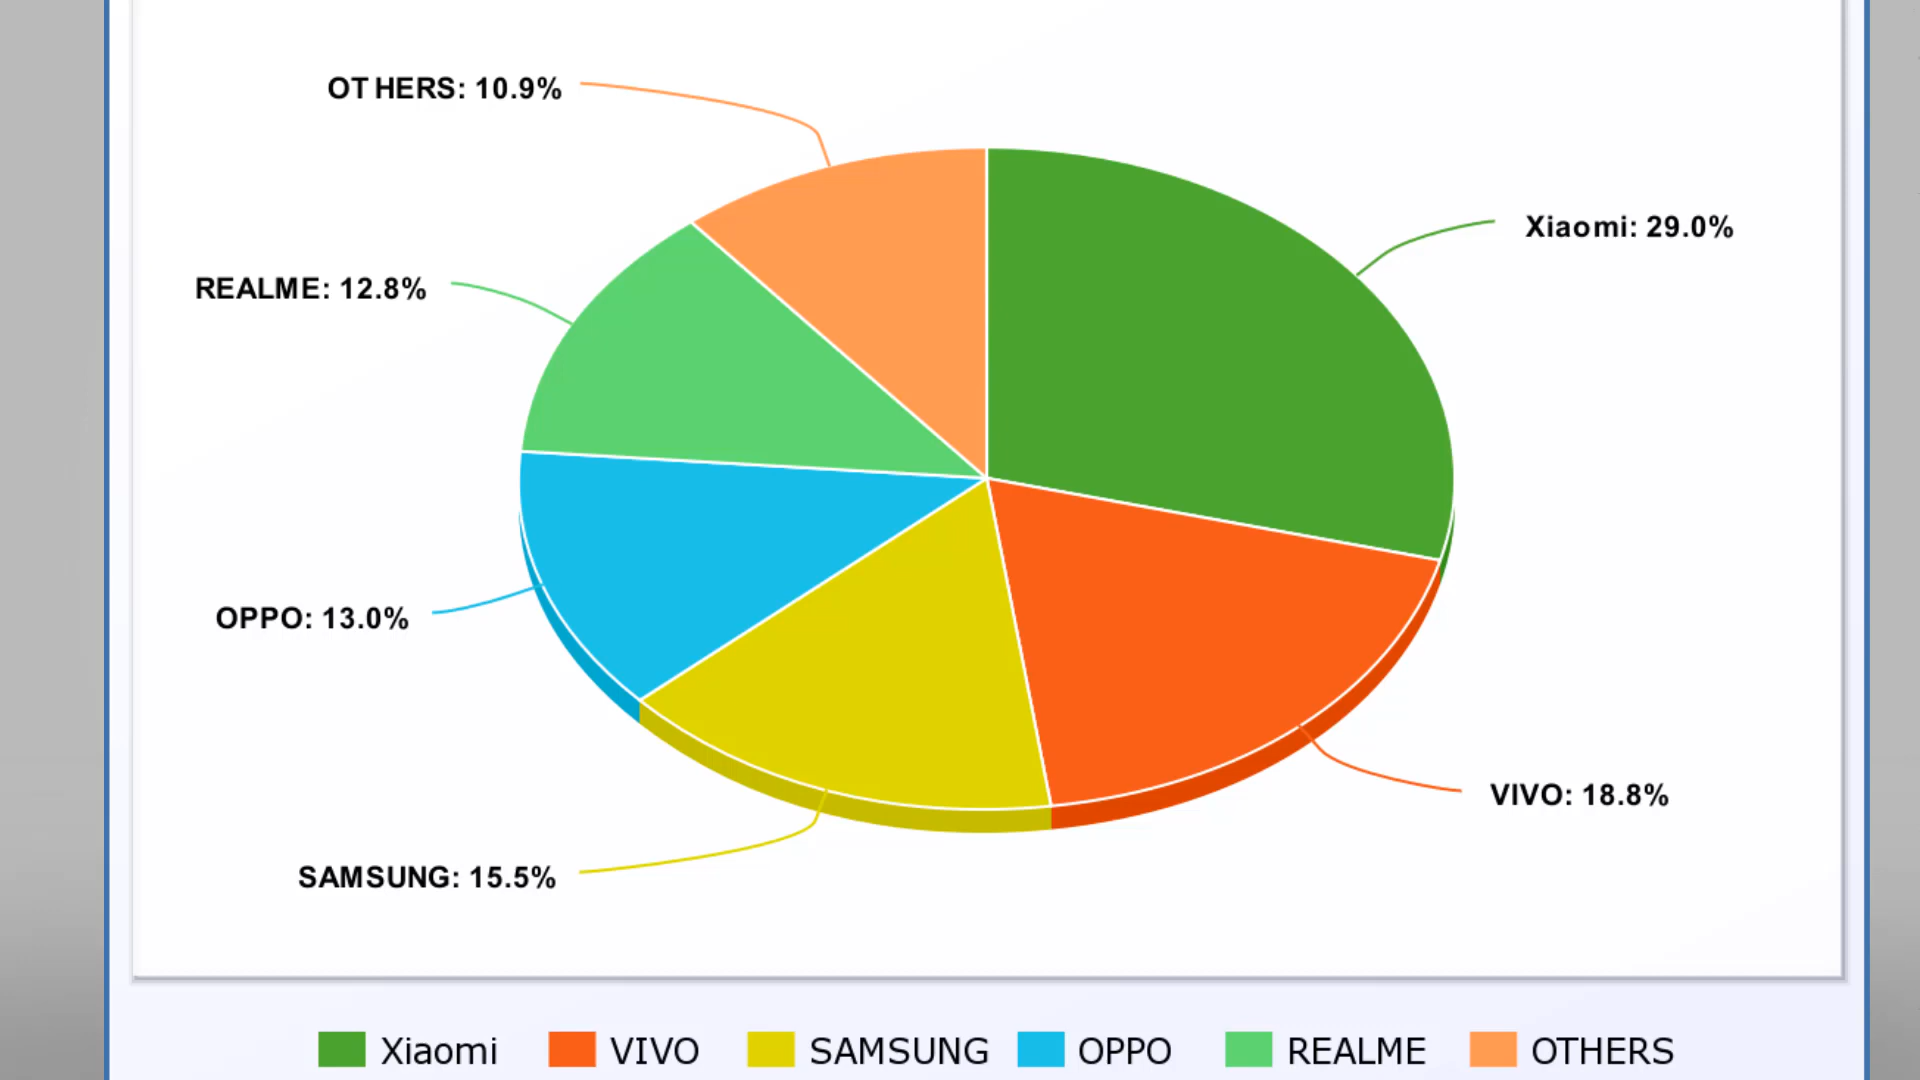 OTHERS: 10.9%
Xiaomi: 29.0%
REALME: 12.8%
OPPO: 13.0%
VIVO: 18.8%
SAMSUNG: 15.5%
Xiaomi VIVO SAMSUNG OPPO REALME OTHERS